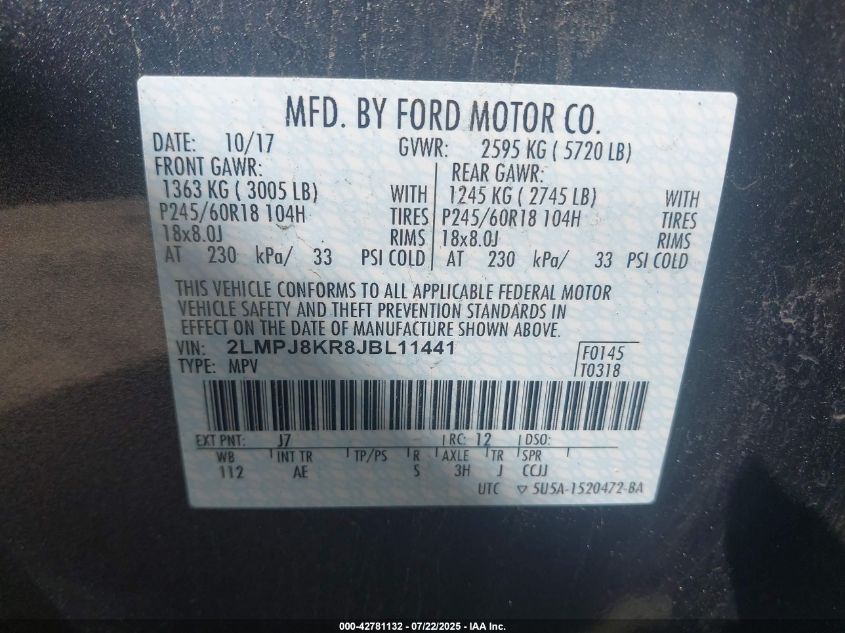 MFD. BY FORD MOTOR CO.
DATE: 10/17 GVWR: 2595 KG ( 5720 LB)
FRONT GAWR: REAR GAWR:
1363 KG ( 3005 LB) WITH 1245 KG ( 2745 LB) WITH
P245/60R18 104H TIRES P245/60R18 104H TIRES
18x8.0J RIMS 18x8.0J RIMS
AT 230 kPa/ 33 PSI COLD AT 230 kPa/ 33 PSI COLD
THIS VEHICLE CONFORMS TO ALL APPLICABLE FEDERAL MOTOR
VEHICLE SAFETY AND THEFT PREVENTION STANDARDS IN
EFFECT ON THE DATE OF MANUFACTURE SHOWN ABOVE.
VIN: 2LMPJ8KR8JBL11441 F0145
TYPE: MPV T0318
EXT PNT: J7 RC: 12 DSO:
WB INT TR TP/PS R AXLE TR SPR
112 AE S 3H J CCJJ
UTC ▽ 5U5A-1520472-BA
000-42781132 - 07/22/2025 - IAA Inc.